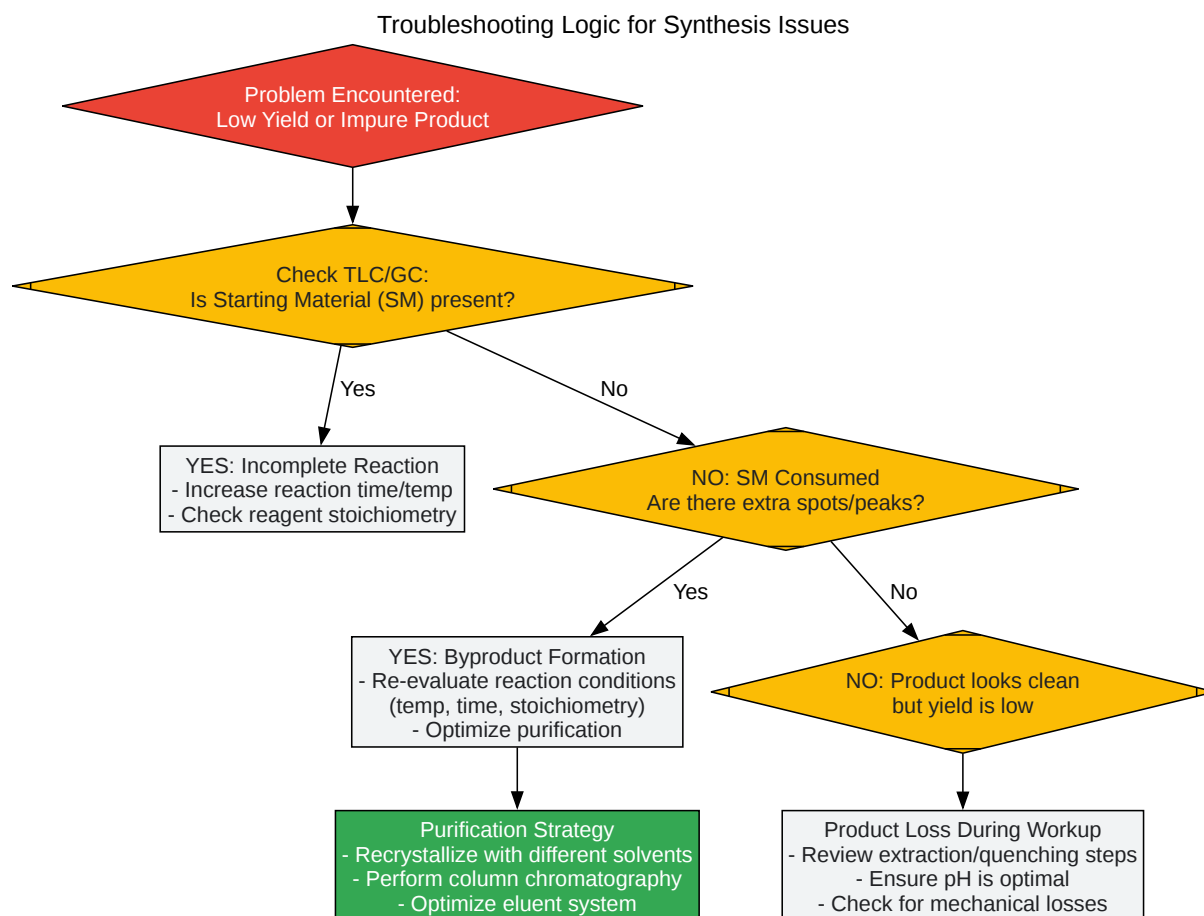 Troubleshooting Logic for Synthesis Issues
Problem Encountered:
Low Yield or Impure Product
Check TLC/GC:
Is Starting Material (SM) present?
Yes
No
YES: Incomplete Reaction
- Increase reaction time/temp
- Check reagent stoichiometry
NO: SM Consumed
Are there extra spots/peaks?
Yes
No
YES: Byproduct Formation
- Re-evaluate reaction conditions
(temp, time, stoichiometry)
- Optimize purification
NO: Product looks clean
but yield is low
Purification Strategy
- Recrystallize with different solvents
- Perform column chromatography
- Optimize eluent system
Product Loss During Workup
- Review extraction/quenching steps
- Ensure pH is optimal
- Check for mechanical losses